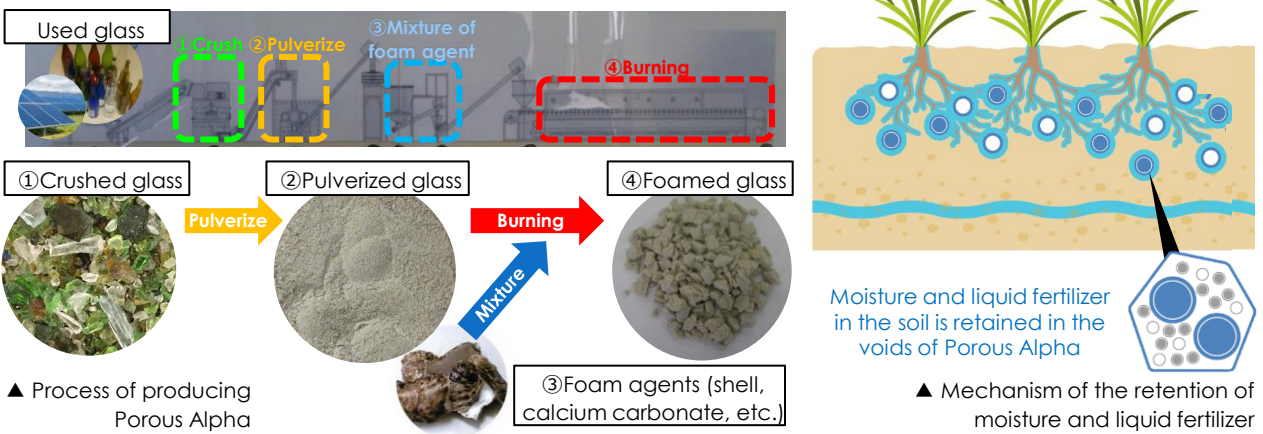 Used glass
①Crush
②Pulverize
③Mixture of
foam agent
④Burning
①Crushed glass
②Pulverized glass
④Foamed glass
Pulverize
Burning
Mixture
③Foam agents (shell,
calcium carbonate, etc.)
▲ Process of producing
Porous Alpha
Moisture and liquid fertilizer
in the soil is retained in the
voids of Porous Alpha
▲ Mechanism of the retention of
moisture and liquid fertilizer